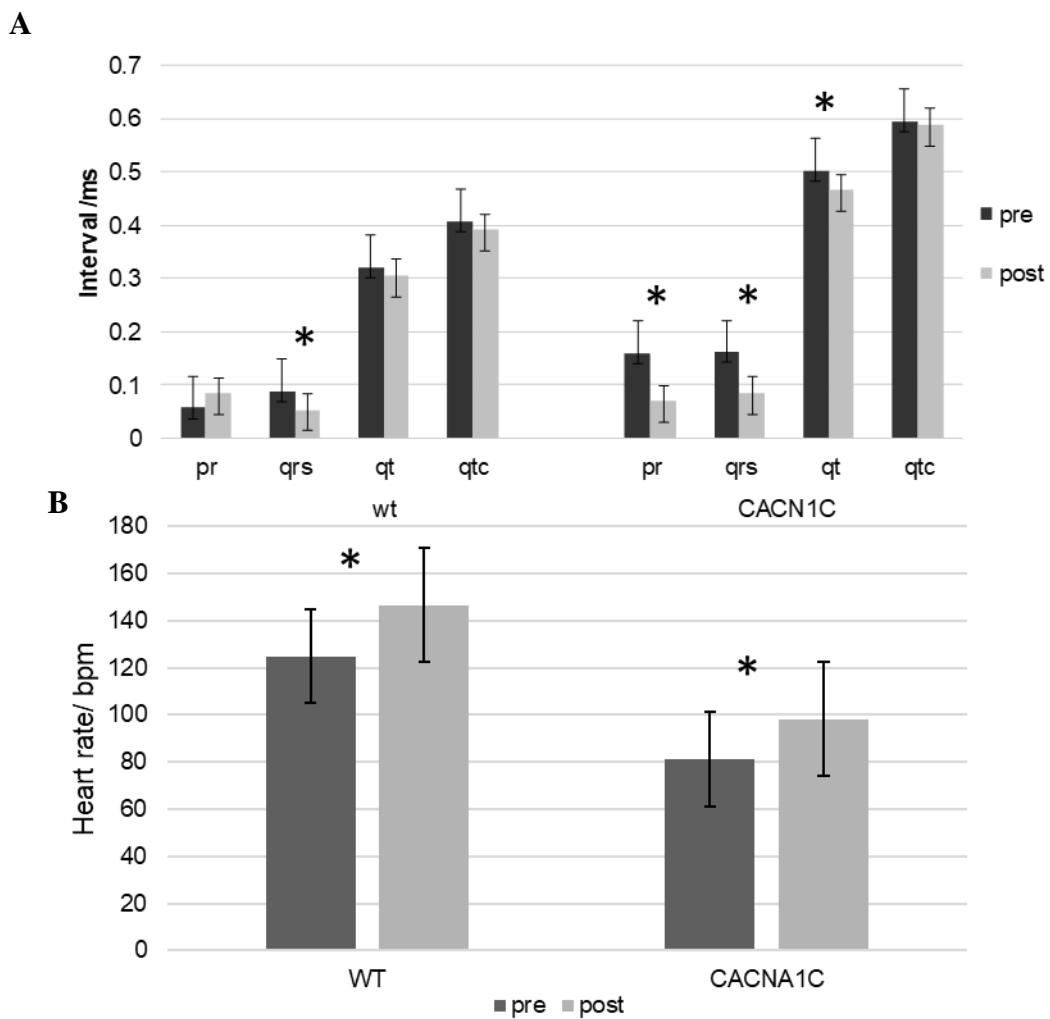 A
0.7
0.6
0.5
0.4
0.3
0.2
0.1
0
Interval/ms
*
*
*
*
pr qrs qt qtc pr qrs qt qtc
wt CACN1C
pre
post
B
180
160
140
120
100
80
60
40
20
0
Heart rate/ bpm
*
*
WT CACNA1C
pre post